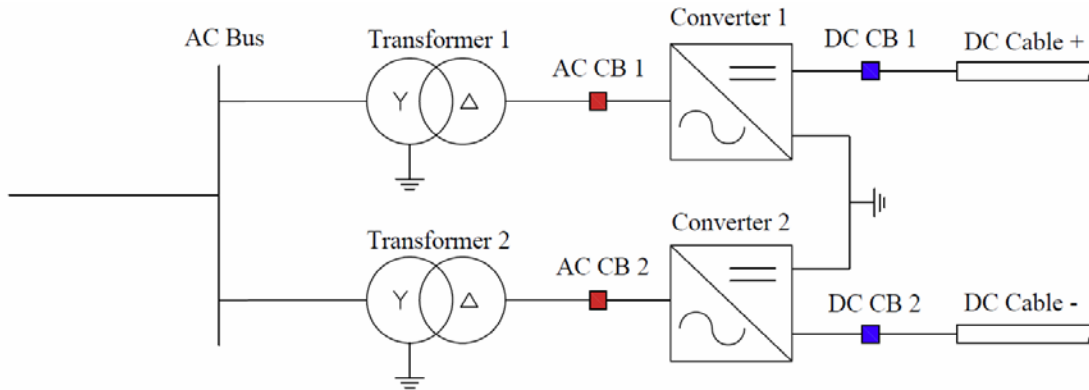 AC Bus
Transformer 1
AC CB 1
Converter 1
DC CB 1
DC Cable +
Y
Δ
Transformer 2
AC CB 2
Converter 2
DC CB 2
DC Cable -
Y
Δ